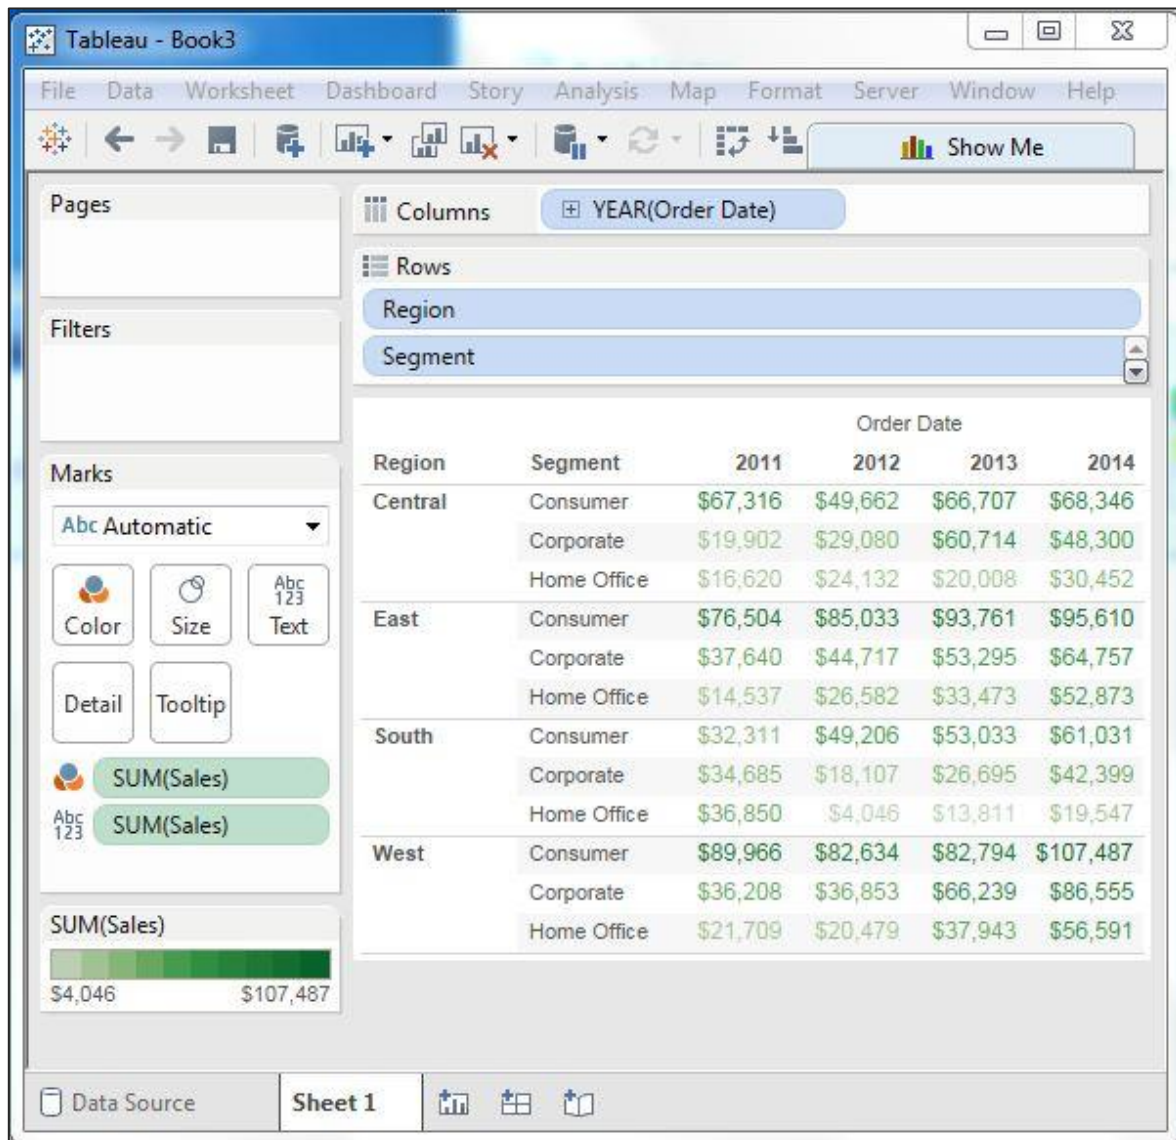 Tableau - Book3
File Data Worksheet Dashboard Story Analysis Map Format Server Window Help
Show Me
Pages
Columns YEAR(Order Date)
Rows
Region
Segment
Filters
Marks
Abc Automatic
Color Size Abc 123 Text
Detail Tooltip
SUM(Sales)
Abc 123 SUM(Sales)
SUM(Sales)
$4,046 $107,487
Order Date
Region Segment 2011 2012 2013 2014
Central Consumer $67,316 $49,662 $66,707 $68,346
Corporate $19,902 $29,080 $60,714 $48,300
Home Office $16,620 $24,132 $20,008 $30,452
East Consumer $76,504 $85,033 $93,761 $95,610
Corporate $37,640 $44,717 $53,295 $64,757
Home Office $14,537 $26,582 $33,473 $52,873
South Consumer $32,311 $49,206 $53,033 $61,031
Corporate $34,685 $18,107 $26,695 $42,399
Home Office $36,850 $4,046 $13,811 $19,547
West Consumer $89,966 $82,634 $82,794 $107,487
Corporate $36,208 $36,853 $66,239 $86,555
Home Office $21,709 $20,479 $37,943 $56,591
Data Source Sheet 1